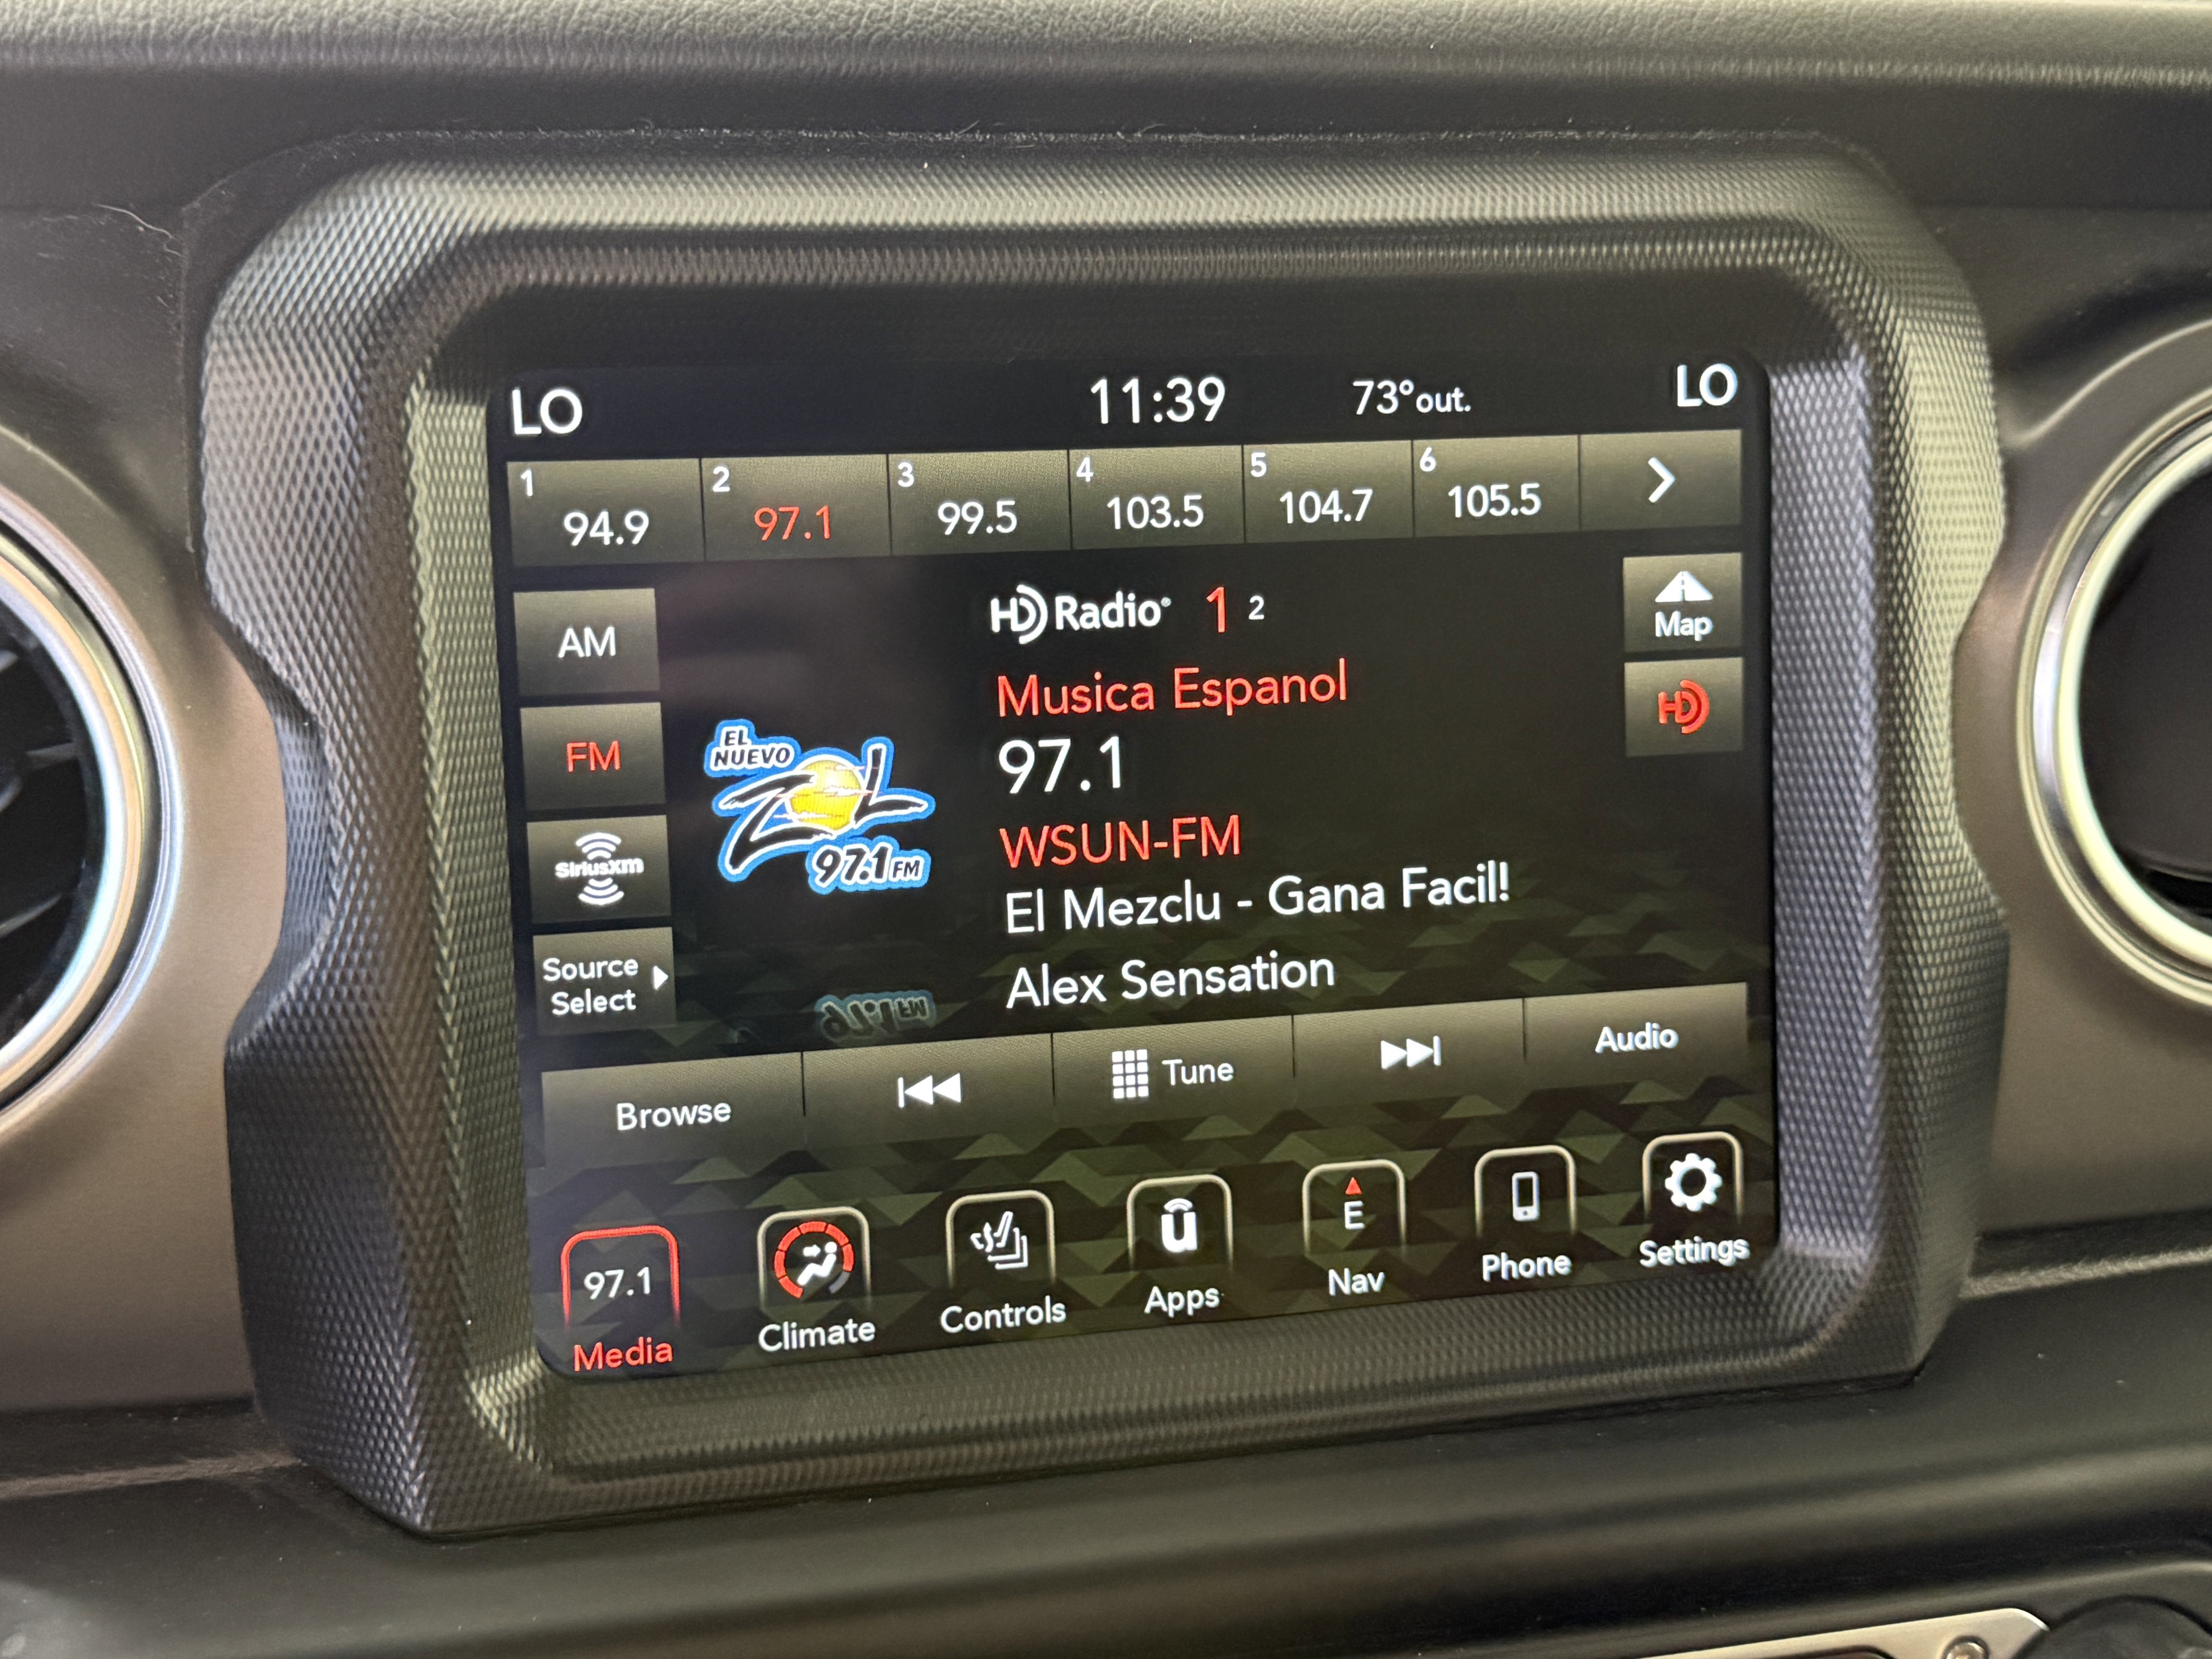 LO 11:39 73°out. LO
1 2 3 4 5 6
94.9 97.1 99.5 103.5 104.7 105.5
AM
FM
SiriusXm
Source
Select
EL
NUEVO
ZOL
97.1 FM
HD Radio® 1 2
Musica Espanol
97.1
WSUN-FM
El Mezclu - Gana Facil!
Alex Sensation
Map
HD
Browse Tune Audio
97.1
Media
Climate
Controls
u
Apps
E
Nav
Phone
Settings